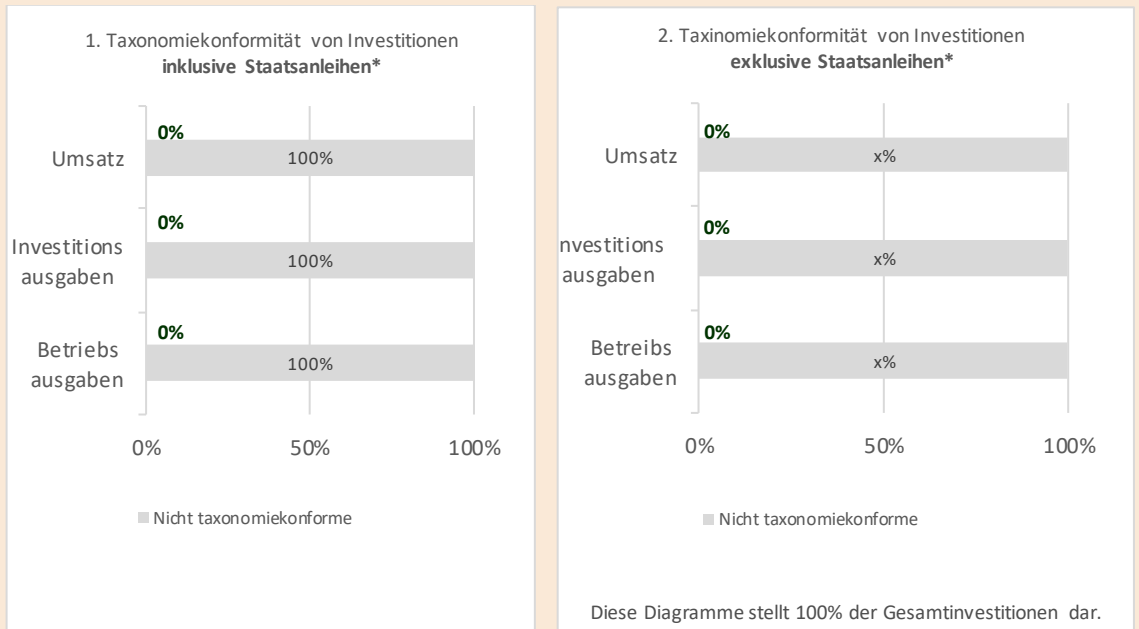 1. Taxonomiekonformität von Investitionen
inklusive Staatsanleihen*
0%
Umsatz
100%
0%
Investitions
ausgaben
100%
0%
Betriebs
ausgaben
100%
0%
50%
100%
Nicht taxonomiekonforme
2. Taxinomiekonformität von Investitionen
exklusive Staatsanleihen*
0%
Umsatz
x%
0%
nvestitions
ausgaben
x%
0%
Betreibs
ausgaben
x%
0%
50%
100%
Nicht taxonomiekonforme
Diese Diagramme stellt 100% der Gesamtinvestitionen dar.